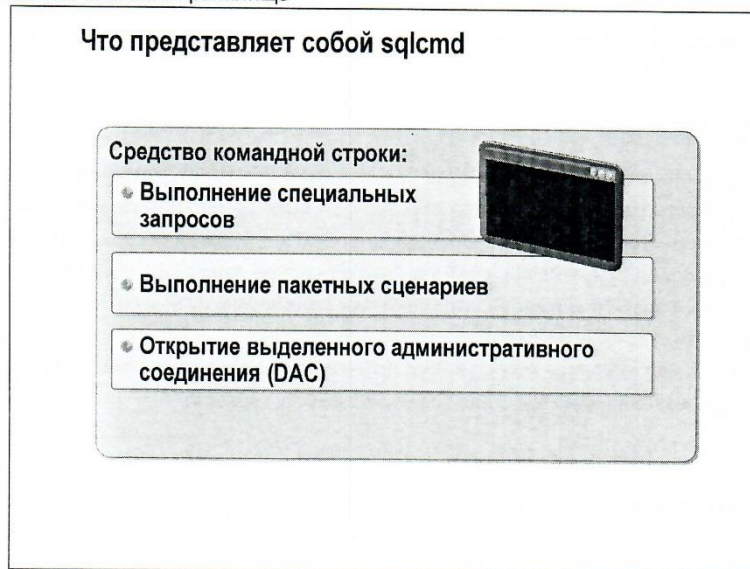 Что представляет собой sqlcmd
Средство командной строки:
Выполнение специальных
запросов
Выполнение пакетных сценариев
Открытие выделенного административного
соединения (DAC)